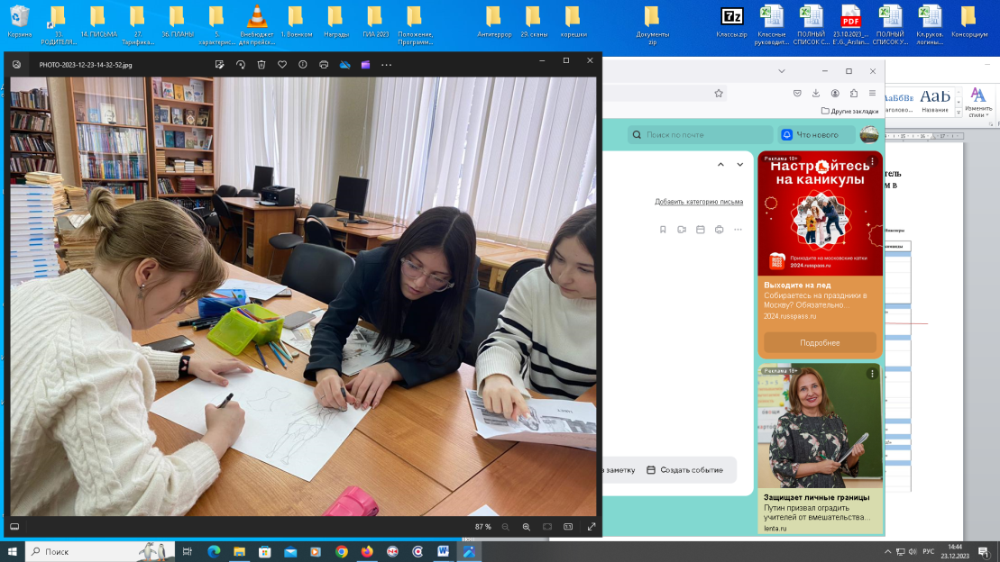 Корзина
13.
РОДИТЕЛЯ...
14. ПИСЬМА
27.
Тарифика...
36. ПЛАНЫ
5.
характерис...
Внебюджет
для прейск...
1. Военком
Награды
ГИА 2023
Положение,
Программ...
Антитеррор
29. сканы
корешки
Документы
zip
Классы.zip
Классные
руководит...
ПОЛНЫЙ
СПИСОК С...
23.10.2023_...
ПОЛНЫЙ
СПИСОК.У...
Кл.руков.
логины...
Консорциум
PHOTO-2023-12-23-14-32-52.jpg
Другие закладки
Название
Изменить
стили
Поиск по почте
Что нового
Добавить категорию письма
Реклама 18+
Настройтесь
на каникулы
Приходите на московские катки
2024.russpass.ru
Выходите на лед
Собираетесь на праздники в
Москву? Обязательно...
2024.russpass.ru
Подробнее
Реклама 18+
в заметку
Создать событие
Защищает личные границы
Путин призвал оградить
учителей от вмешательства...
lenta.ru
87 %
Поиск
РУС
14:44
23.12.2023